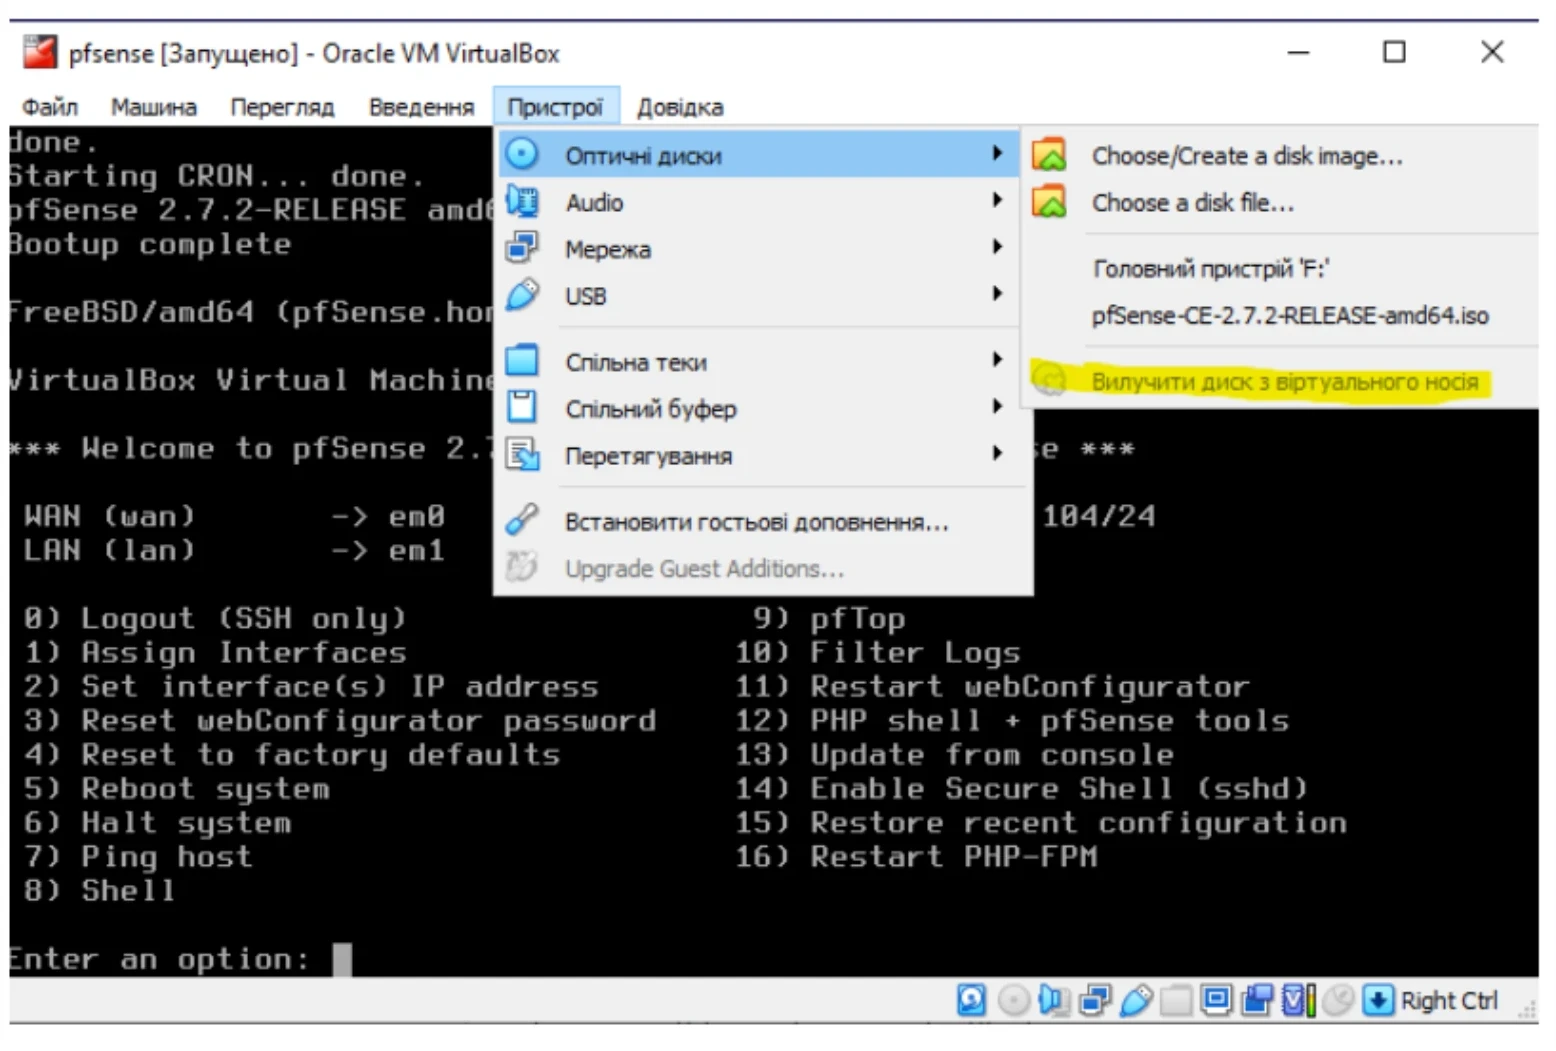 pfsense [Запущено] - Oracle VM VirtualBox
Файл Машина Перегляд Введення Пристрої Довідка
done.
Starting CRON... done.
pfSense 2.7.2-RELEASE
Bootup complete
FreeBSD/amd64
VirtualBox Virtual Machine
*** Welcome to pfSense ***
WAN (wan) -> em0 104/24
LAN (lan) -> em1
Оптичні диски
Audio
Мережа
USB
Спільна теки
Спільний буфер
Перетягування
Встановити гостьові доповнення...
Upgrade Guest Additions...
Choose/Create a disk image...
Choose a disk file...
Головний пристрій 'F:'
pfSense-CE-2.7.2-RELEASE-amd64.iso
Вилучити диск з віртуального носія
0) Logout (SSH only) 9) pfTop
1) Assign Interfaces 10) Filter Logs
2) Set interface(s) IP address 11) Restart webConfigurator
3) Reset webConfigurator password 12) PHP shell + pfSense tools
4) Reset to factory defaults 13) Update from console
5) Reboot system 14) Enable Secure Shell (sshd)
6) Halt system 15) Restore recent configuration
7) Ping host 16) Restart PHP-FPM
8) Shell
Enter an option:
Right Ctrl